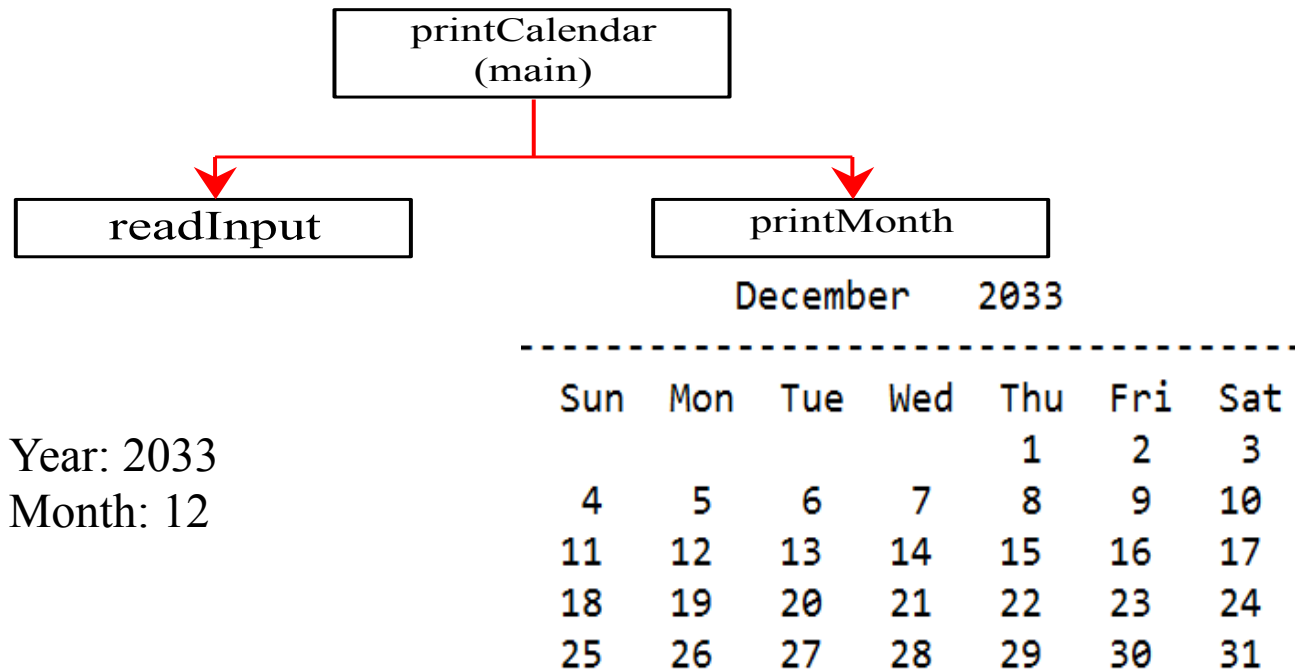 printCalendar
(main)
readInput
printMonth
December 2033
-----------------------------------
Sun Mon Tue Wed Thu Fri Sat
1 2 3
4 5 6 7 8 9 10
11 12 13 14 15 16 17
18 19 20 21 22 23 24
25 26 27 28 29 30 31
Year: 2033
Month: 12